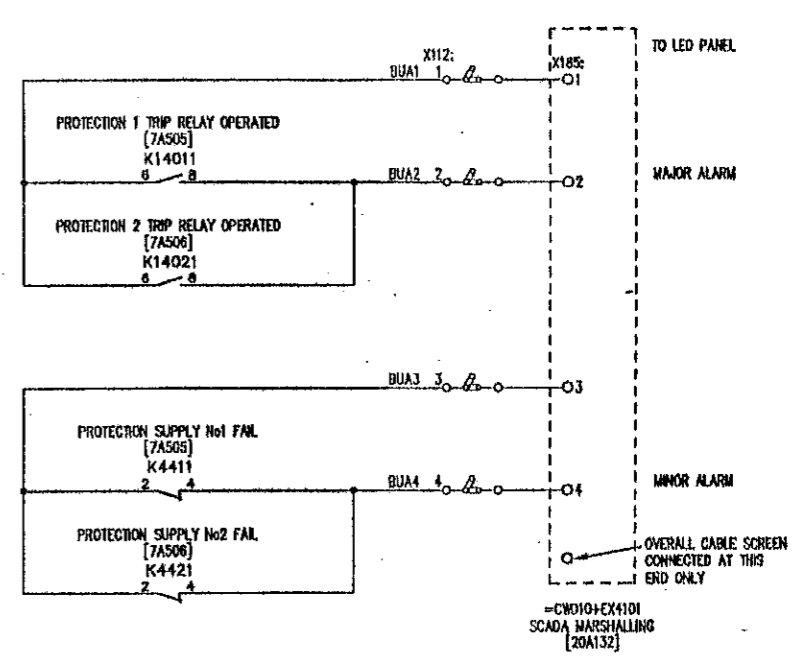 TO LED PANEL
X112:
X185:
BUA1 1 1
PROTECTION 1 TRIP RELAY OPERATED
[7A505]
K14011
6 8
BUA2 2 2
MAJOR ALARM
PROTECTION 2 TRIP RELAY OPERATED
[7A506]
K14021
6 8
BUA3 3 3
PROTECTION SUPPLY No1 FAIL
[7A505]
K4411
2 4
BUA4 4 4
MINOR ALARM
PROTECTION SUPPLY No2 FAIL
[7A506]
K4421
2 4
OVERALL CABLE SCREEN
CONNECTED AT THIS
END ONLY
=CWD10+EX4101
SCADA MARSHALLING
[20A132]